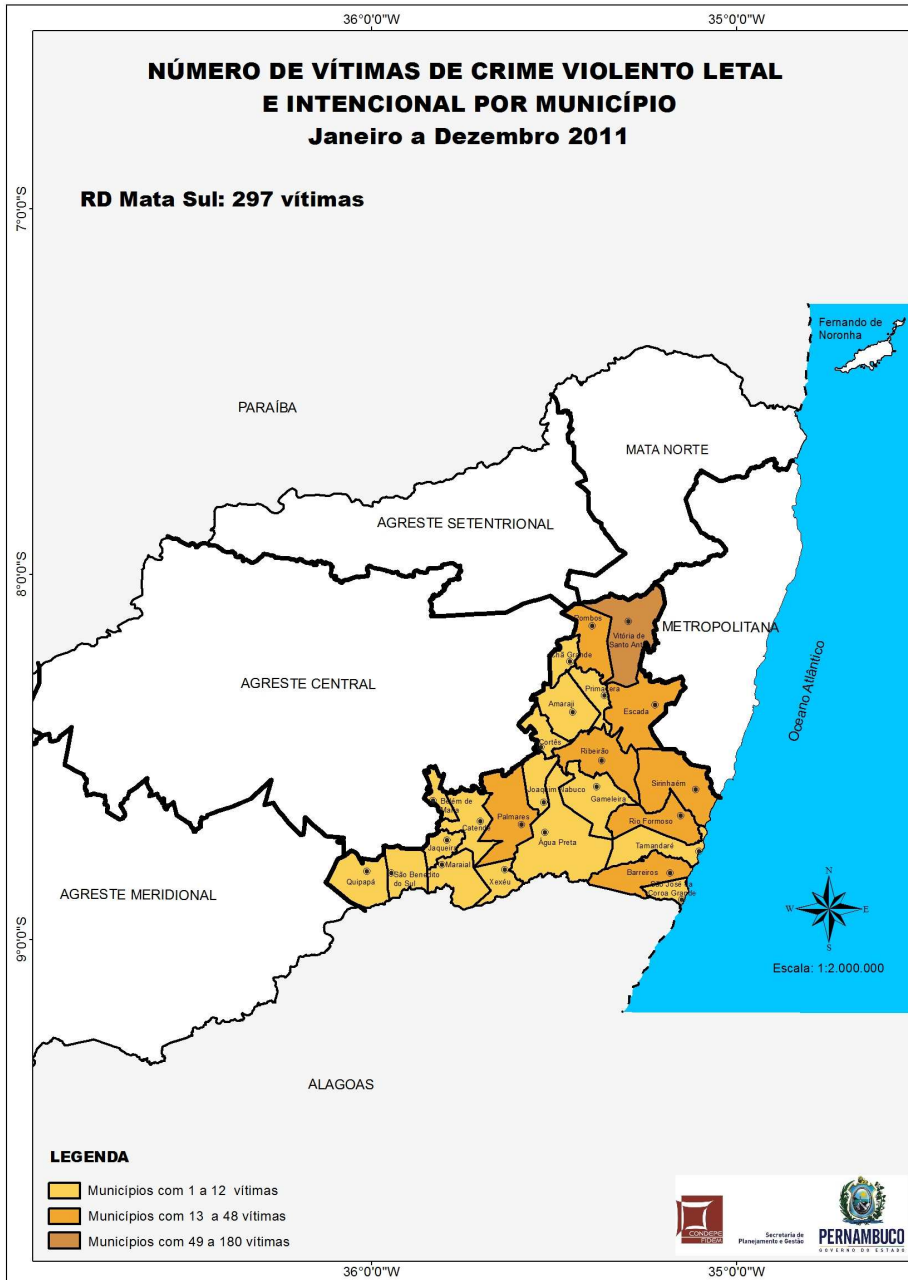 36°0'0"W
35°0'0"W
NÚMERO DE VÍTIMAS DE CRIME VIOLENTO LETAL
E INTENCIONAL POR MUNICÍPIO
Janeiro a Dezembro 2011
RD Mata Sul: 297 vítimas
7°0'0"S
Fernando de
Noronha
PARAÍBA
MATA NORTE
AGRESTE SETENTRIONAL
8°0'0"S
Pombos
METROPOLITANA
Vitória de
Santo Ant
Chã Grande
AGRESTE CENTRAL
Primavera
Amaraji
Escada
Oceano Atlântico
Cortês
Ribeirão
Sirinhaém
Joaquim Nabuco
Gameleira
Belém de
Maria
Palmares
Rio Formoso
Catende
Água Preta
Jaqueira
Tamandaré
Maraial
Xexéu
Barreiros
São Benedito
do Sul
Quipapá
São José da
Coroa Grande
AGRESTE MERIDIONAL
N
W
E
S
9°0'0"S
Escala: 1:2.000.000
ALAGOAS
LEGENDA
Municípios com 1 a 12 vítimas
Municípios com 13 a 48 vítimas
Municípios com 49 a 180 vítimas
CONDEPE
FIDEM
Secretaria de
Planejamento e Gestão
PERNAMBUCO
GOVERNO DO ESTADO
36°0'0"W
35°0'0"W